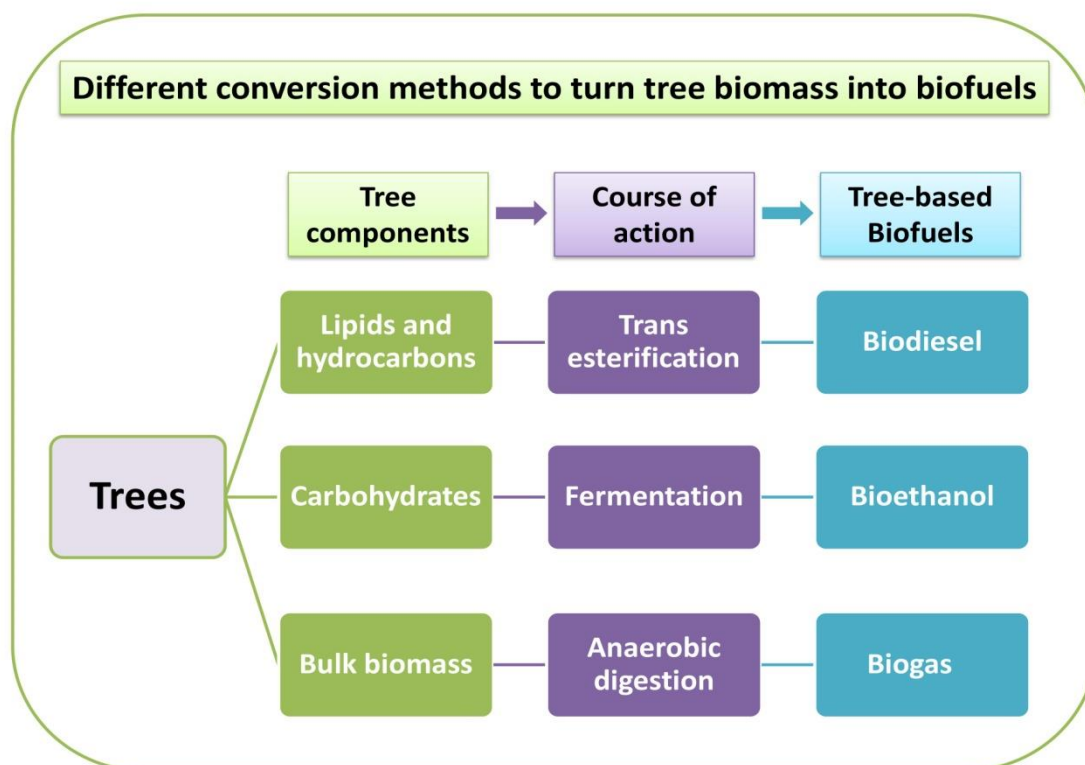 Different conversion methods to turn tree biomass into biofuels
Tree
components
Course of
action
Tree-based
Biofuels
Trees
Lipids and
hydrocarbons
Trans
esterification
Biodiesel
Carbohydrates
Fermentation
Bioethanol
Bulk biomass
Anaerobic
digestion
Biogas